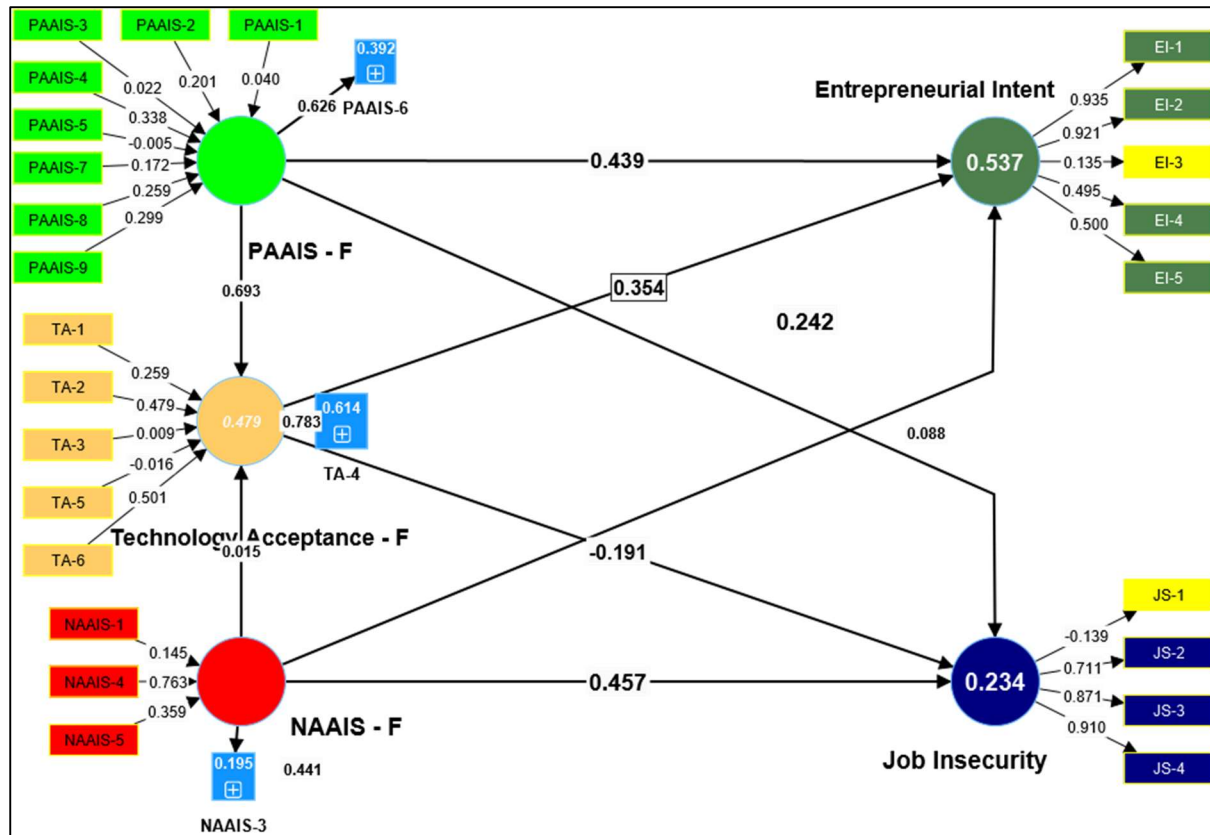 PAAIS-3
PAAIS-2
PAAIS-1
PAAIS-4
PAAIS-5
PAAIS-7
PAAIS-8
PAAIS-9
0.022
0.201
0.040
0.338
-0.005
0.172
0.259
0.299
0.392
0.626
PAAIS-6
PAAIS - F
0.439
0.693
Entrepreneurial Intent
0.537
EI-1
EI-2
EI-3
EI-4
EI-5
0.935
0.921
0.135
0.495
0.500
0.354
0.242
TA-1
TA-2
TA-3
TA-5
TA-6
0.259
0.479
0.009
-0.016
0.501
0.479
0.783
0.614
TA-4
0.088
Technology Acceptance - F
0.015
-0.191
NAAIS-1
NAAIS-4
NAAIS-5
0.145
0.763
0.359
NAAIS - F
0.457
0.195
0.441
NAAIS-3
0.234
Job Insecurity
JS-1
JS-2
JS-3
JS-4
-0.139
0.711
0.871
0.910